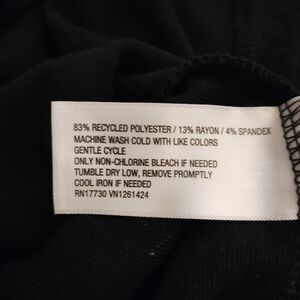 83% RECYCLED POLYESTER / 13% RAYON / 4% SPANDEX
MACHINE WASH COLD WITH LIKE COLORS
GENTLE CYCLE
ONLY NON-CHLORINE BLEACH IF NEEDED
TUMBLE DRY LOW, REMOVE PROMPTLY
COOL IRON IF NEEDED
RN17730 VN1261424